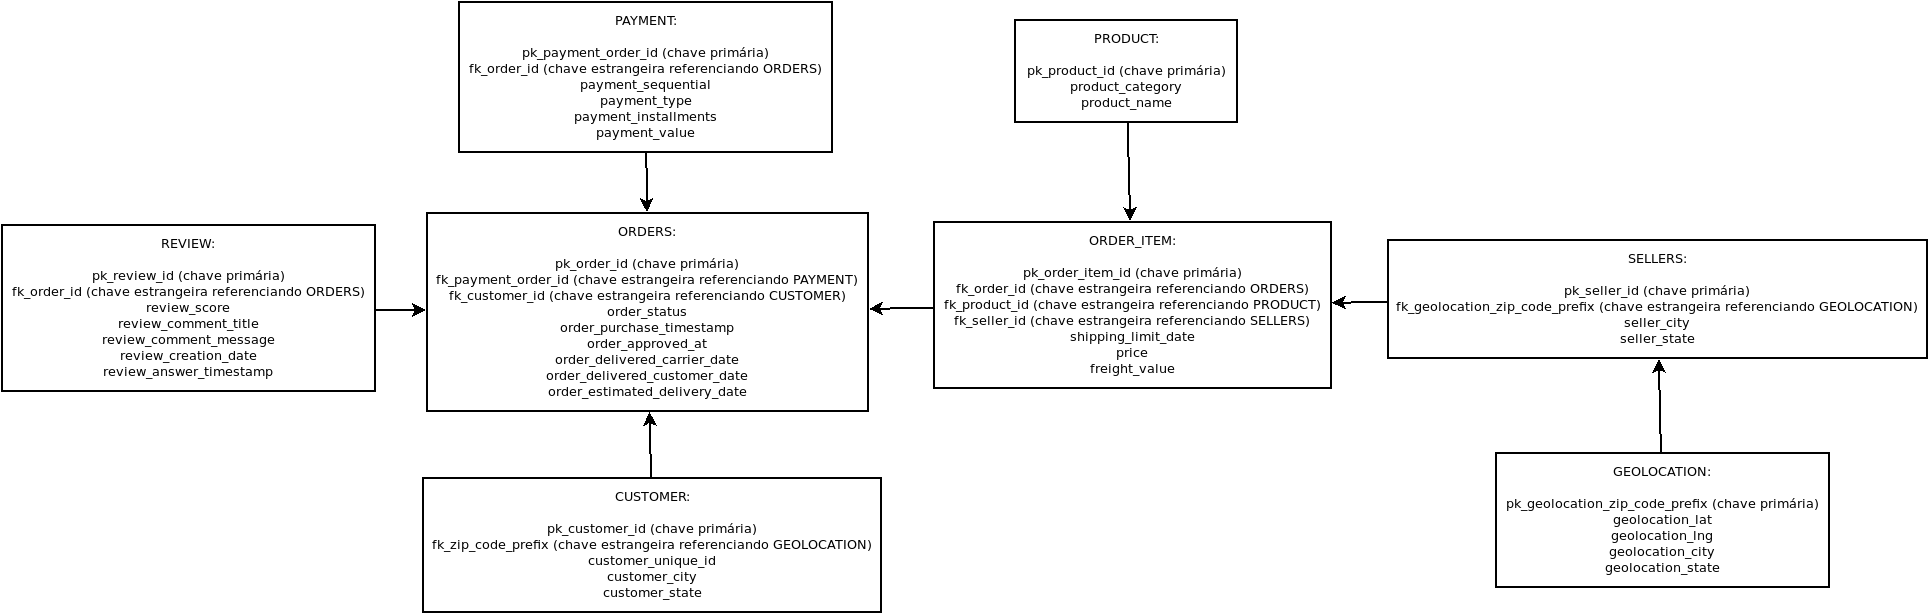 PAYMENT:
pk_payment_order_id (chave primária)
fk_order_id (chave estrangeira referenciando ORDERS)
payment_sequential
payment_type
payment_installments
payment_value
PRODUCT:
pk_product_id (chave primária)
product_category
product_name
REVIEW:
pk_review_id (chave primária)
fk_order_id (chave estrangeira referenciando ORDERS)
review_score
review_comment_title
review_comment_message
review_creation_date
review_answer_timestamp
ORDERS:
pk_order_id (chave primária)
fk_payment_order_id (chave estrangeira referenciando PAYMENT)
fk_customer_id (chave estrangeira referenciando CUSTOMER)
order_status
order_purchase_timestamp
order_approved_at
order_delivered_carrier_date
order_delivered_customer_date
order_estimated_delivery_date
ORDER_ITEM:
pk_order_item_id (chave primária)
fk_order_id (chave estrangeira referenciando ORDERS)
fk_product_id (chave estrangeira referenciando PRODUCT)
fk_seller_id (chave estrangeira referenciando SELLERS)
shipping_limit_date
price
freight_value
SELLERS:
pk_seller_id (chave primária)
fk_geolocation_zip_code_prefix (chave estrangeira referenciando GEOLOCATION)
seller_city
seller_state
CUSTOMER:
pk_customer_id (chave primária)
fk_zip_code_prefix (chave estrangeira referenciando GEOLOCATION)
customer_unique_id
customer_city
customer_state
GEOLOCATION:
pk_geolocation_zip_code_prefix (chave primária)
geolocation_lat
geolocation_lng
geolocation_city
geolocation_state